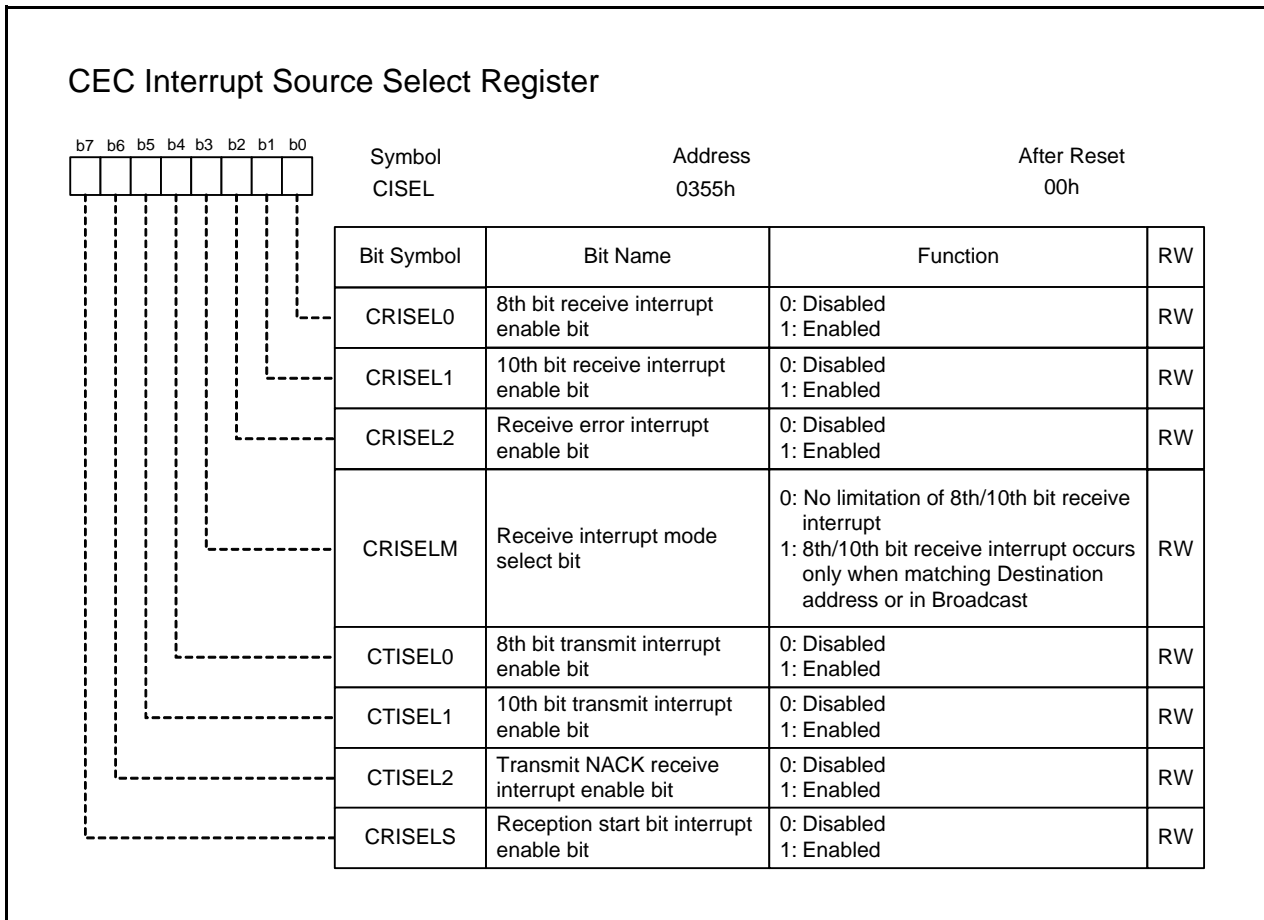 CEC Interrupt Source Select Register
b7 b6 b5 b4 b3 b2 b1 b0
Symbol Address After Reset
CISEL 0355h 00h
Bit Symbol Bit Name Function RW
CRISEL0 8th bit receive interrupt enable bit 0: Disabled RW
1: Enabled
CRISEL1 10th bit receive interrupt enable bit 0: Disabled RW
1: Enabled
CRISEL2 Receive error interrupt enable bit 0: Disabled RW
1: Enabled
CRISELM Receive interrupt mode select bit 0: No limitation of 8th/10th bit receive RW
interrupt
1: 8th/10th bit receive interrupt occurs
only when matching Destination
address or in Broadcast
CTISEL0 8th bit transmit interrupt enable bit 0: Disabled RW
1: Enabled
CTISEL1 10th bit transmit interrupt enable bit 0: Disabled RW
1: Enabled
CTISEL2 Transmit NACK receive interrupt enable bit 0: Disabled RW
1: Enabled
CRISELS Reception start bit interrupt enable bit 0: Disabled RW
1: Enabled